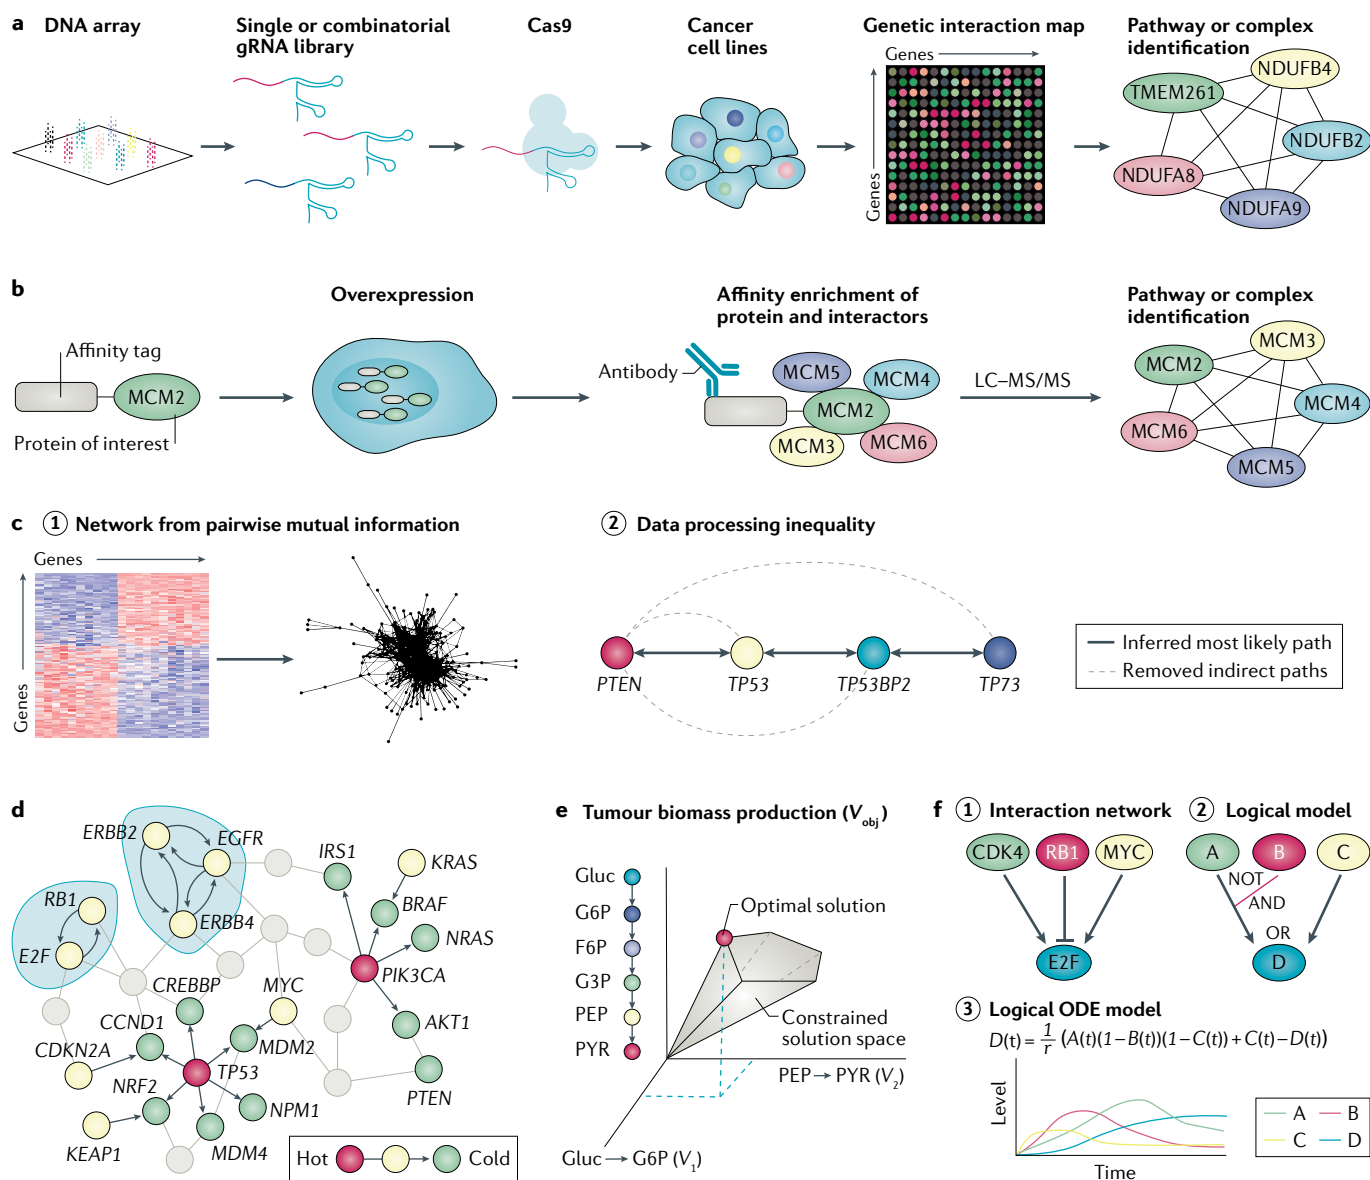 a
DNA array
Single or combinatorial
gRNA library
Cas9
Cancer
cell lines
Genetic interaction map
Genes
Genes
Pathway or complex
identification
NDUFB4
TMEM261
NDUFB2
NDUFA8
NDUFA9
b
Affinity tag
MCM2
Protein of interest
Overexpression
Affinity enrichment of
protein and interactors
Antibody
MCM5
MCM4
MCM2
MCM3
MCM6
LC–MS/MS
Pathway or complex
identification
MCM3
MCM2
MCM4
MCM6
MCM5
c
1 Network from pairwise mutual information
Genes
Genes
2 Data processing inequality
PTEN
TP53
TP53BP2
TP73
Inferred most likely path
Removed indirect paths
d
ERBB2
EGFR
IRS1
KRAS
RB1
BRAF
ERBB4
NRAS
E2F
PIK3CA
CREBBP
MYC
CCND1
AKT1
MDM2
CDKN2A
TP53
NRF2
PTEN
NPM1
KEAP1
MDM4
Hot
Cold
e
Tumour biomass production (Vobj)
Gluc
G6P
F6P
G3P
PEP
PYR
Optimal solution
Constrained
solution space
PEP → PYR (V2)
Gluc → G6P (V1)
f
1 Interaction network
CDK4
RB1
MYC
E2F
2 Logical model
A
B
C
NOT
AND
OR
D
3 Logical ODE model
D(t) = 1/r (A(t)(1–B(t))(1–C(t)) + C(t)–D(t))
Level
Time
A
B
C
D